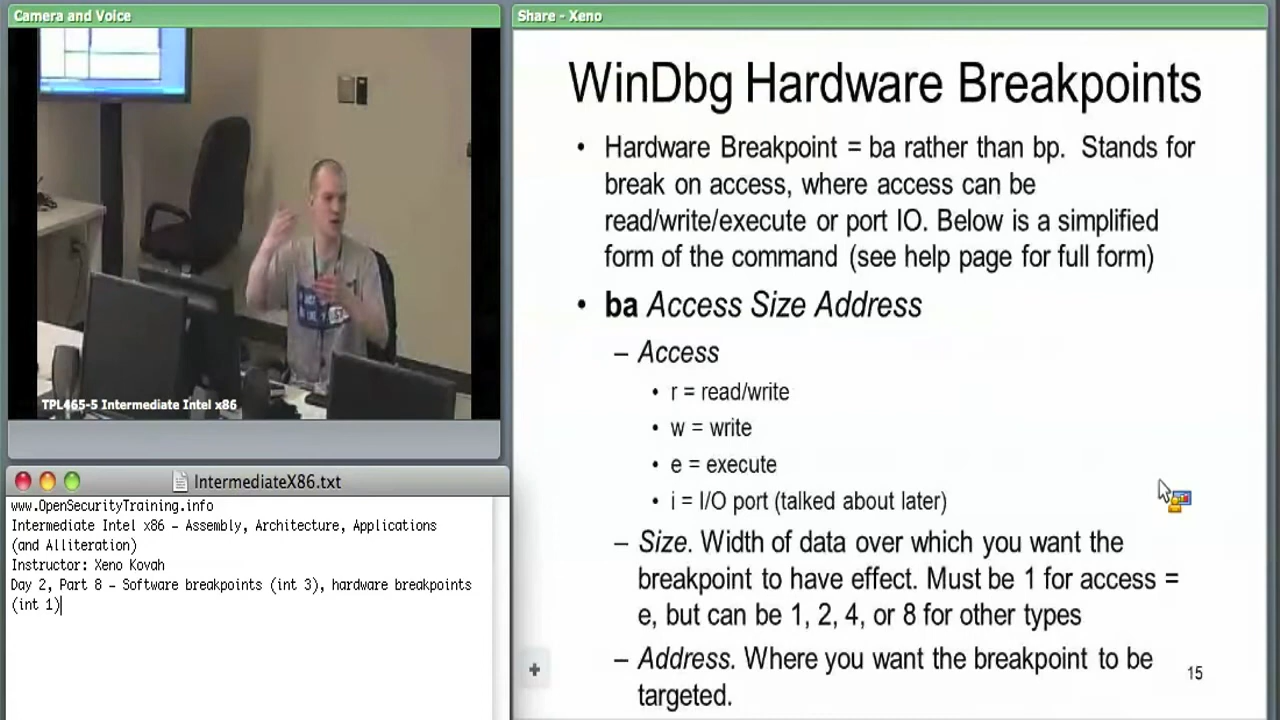 Camera and Voice
TPL465-5 Intermediate Intel x86
IntermediateX86.txt
www.OpenSecurityTraining.info
Intermediate Intel x86 – Assembly, Architecture, Applications
(and Alliteration)
Instructor: Xeno Kovah
Day 2, Part 8 – Software breakpoints (int 3), hardware breakpoints
(int 1)
Share - Xeno
WinDbg Hardware Breakpoints
• Hardware Breakpoint = ba rather than bp. Stands for
break on access, where access can be
read/write/execute or port IO. Below is a simplified
form of the command (see help page for full form)
• ba Access Size Address
– Access
• r = read/write
• w = write
• e = execute
• i = I/O port (talked about later)
– Size. Width of data over which you want the
breakpoint to have effect. Must be 1 for access =
e, but can be 1, 2, 4, or 8 for other types
– Address. Where you want the breakpoint to be
targeted.
15